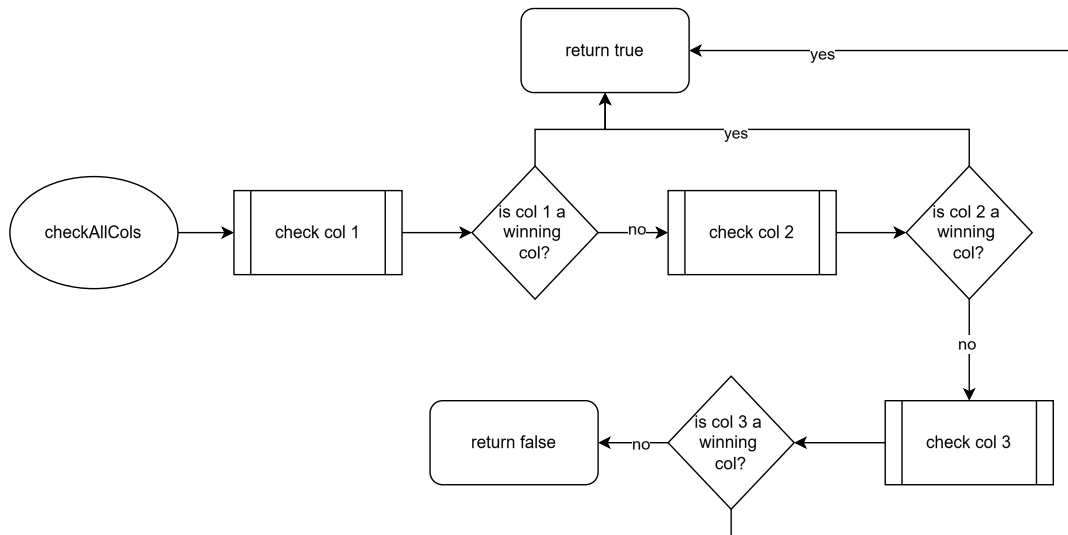 return true
yes
yes
checkAllCols
check col 1
is col 1 a
winning
col?
no
check col 2
is col 2 a
winning
col?
no
return false
no
is col 3 a
winning
col?
check col 3